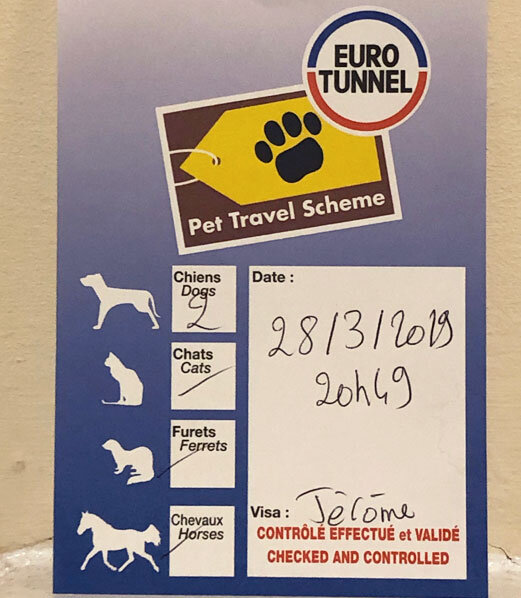 EURO
TUNNEL
Pet Travel Scheme
Chiens
Dogs
2
Chats
Cats
Furets
Ferrets
Chevaux
Horses
Date :
28/3/2019
20h49
Visa : Jérôme
CONTRÔLÉ EFFECTUÉ et VALIDÉ
CHECKED AND CONTROLLED